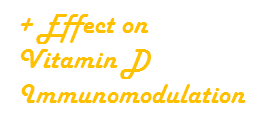 + Effect on
Vitamin D
Immunomodulation